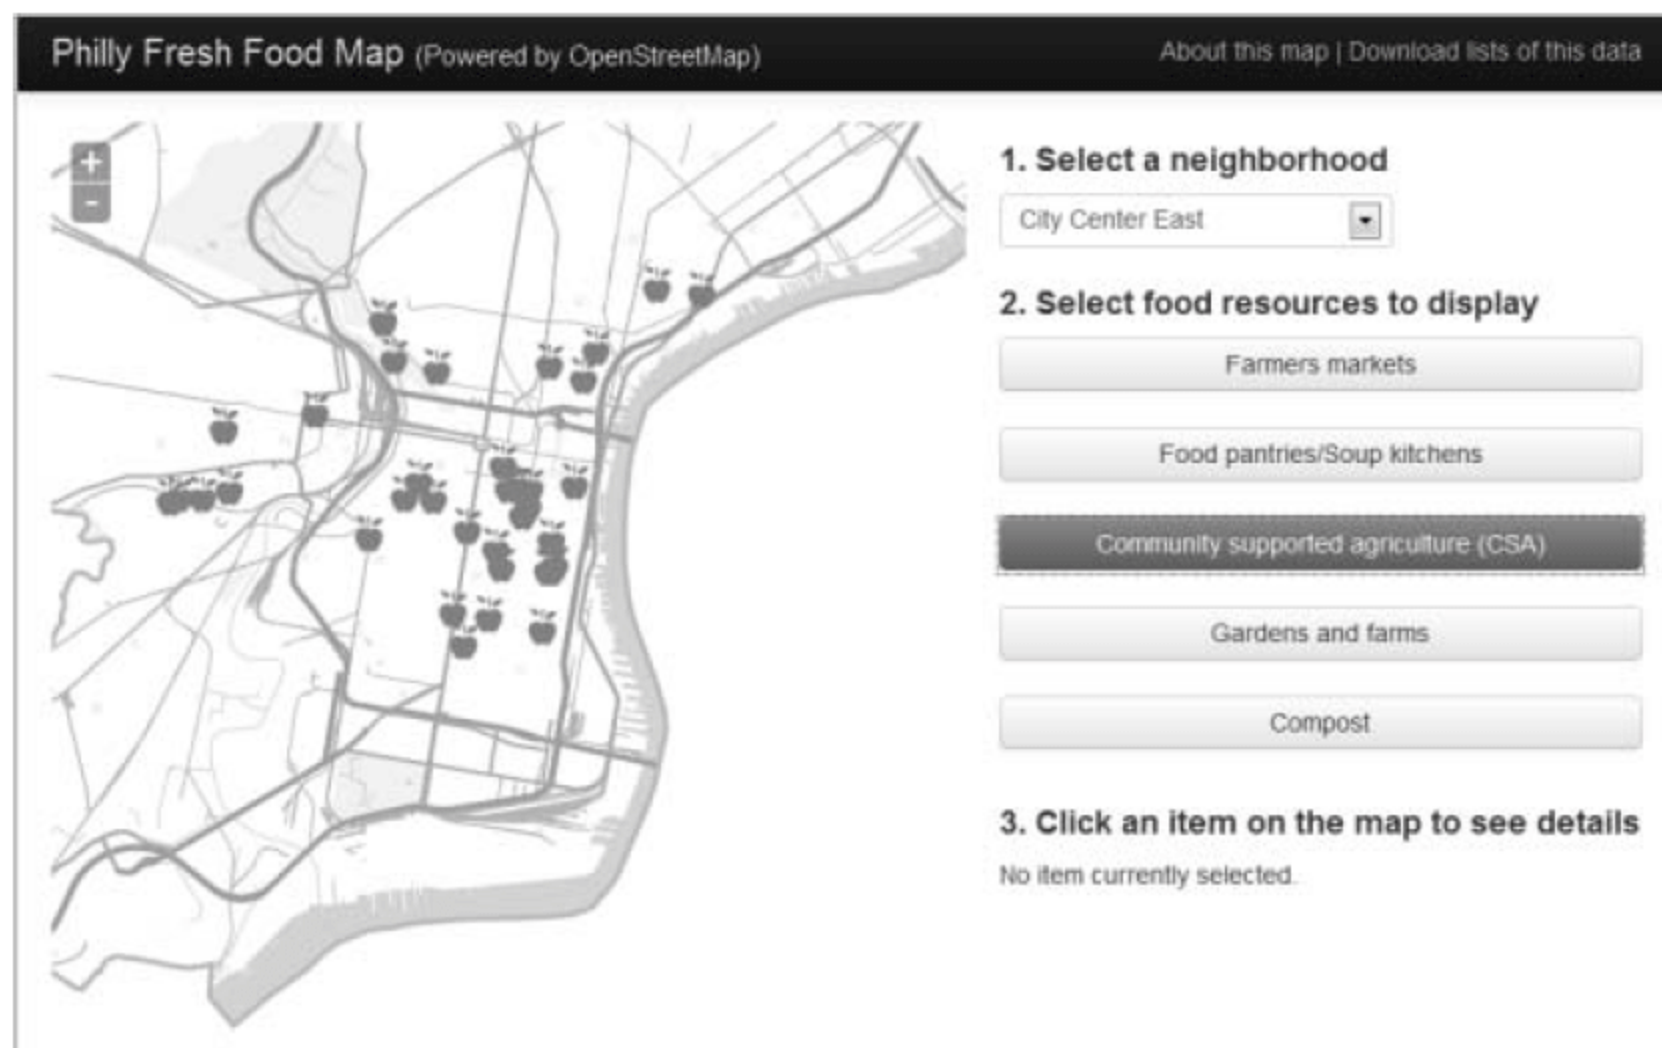 Philly Fresh Food Map (Powered by OpenStreetMap)
About this map | Download lists of this data
+
-
1. Select a neighborhood
City Center East
2. Select food resources to display
Farmers markets
Food pantries/Soup kitchens
Community supported agriculture (CSA)
Gardens and farms
Compost
3. Click an item on the map to see details
No item currently selected.